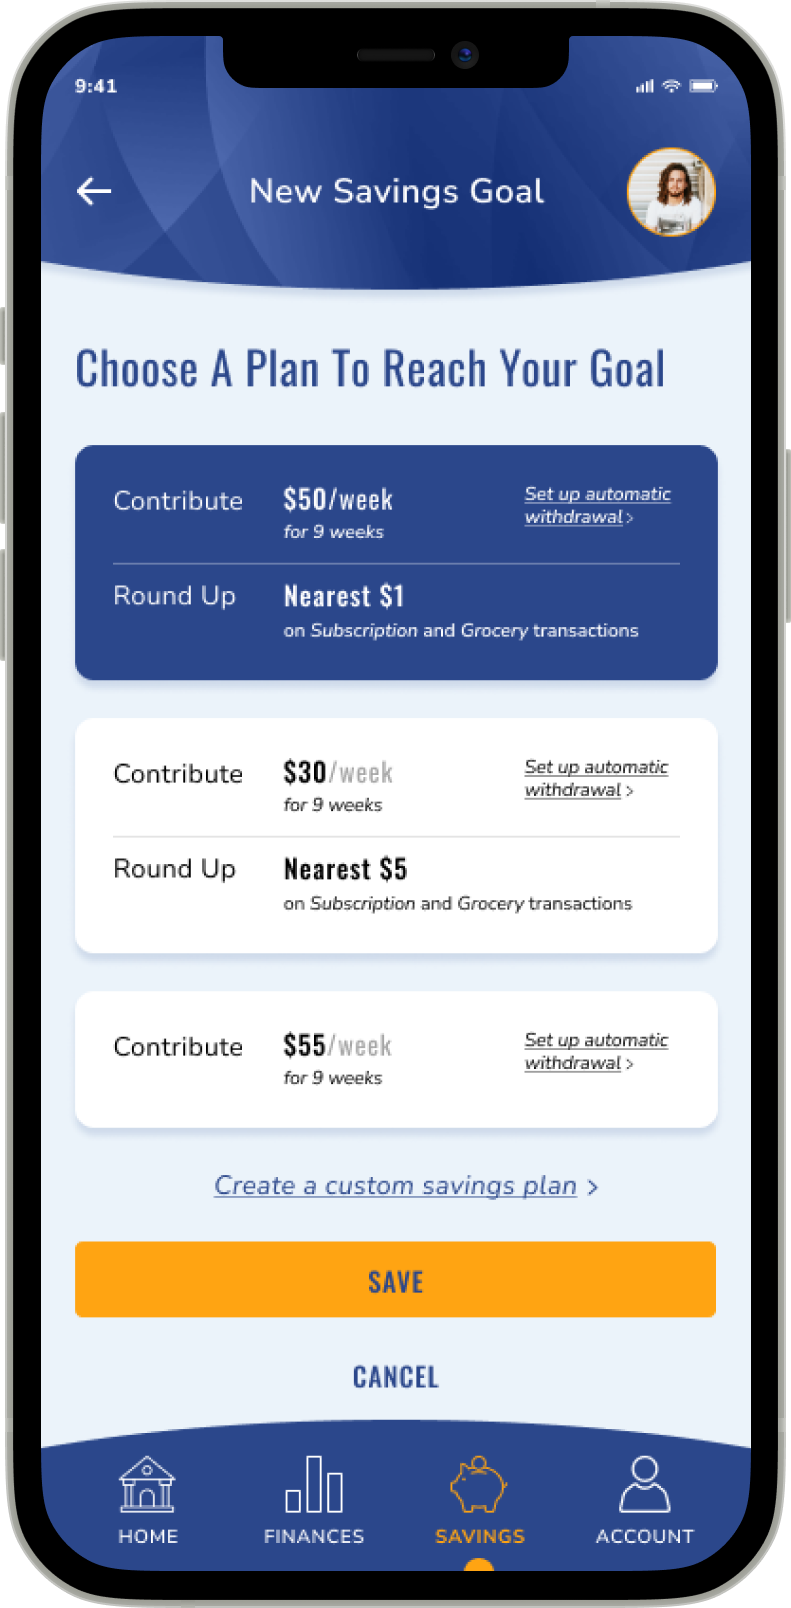 9:41
New Savings Goal
Choose A Plan To Reach Your Goal
Contribute $50/week Set up automatic
for 9 weeks withdrawal >
Round Up Nearest $1
on Subscription and Grocery transactions
Contribute $30/week Set up automatic
for 9 weeks withdrawal >
Round Up Nearest $5
on Subscription and Grocery transactions
Contribute $55/week Set up automatic
for 9 weeks withdrawal >
Create a custom savings plan >
SAVE
CANCEL
HOME FINANCES SAVINGS ACCOUNT